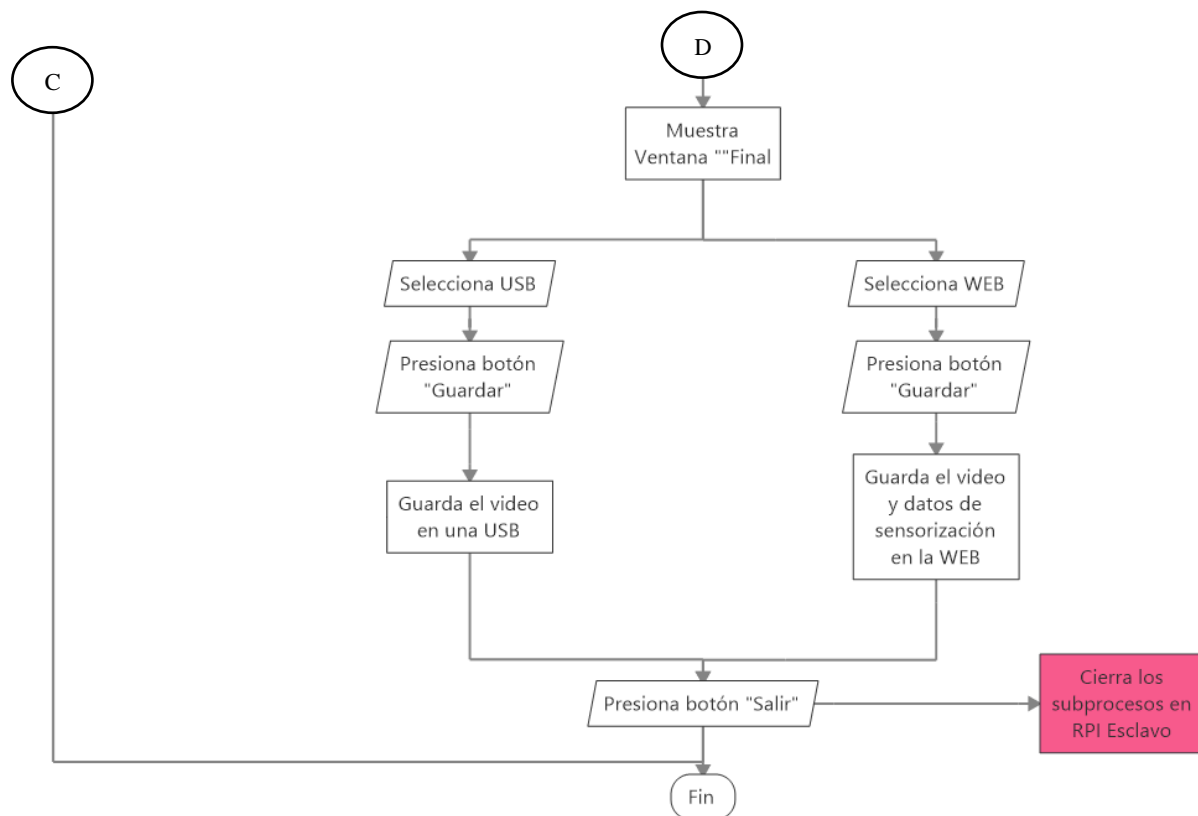 D
C
Muestra
Ventana ""Final
Selecciona USB
Selecciona WEB
Presiona botón
"Guardar"
Presiona botón
"Guardar"
Guarda el video
en una USB
Guarda el video
y datos de
sensorización
en la WEB
Presiona botón "Salir"
Cierra los
subprocesos en
RPI Esclavo
Fin